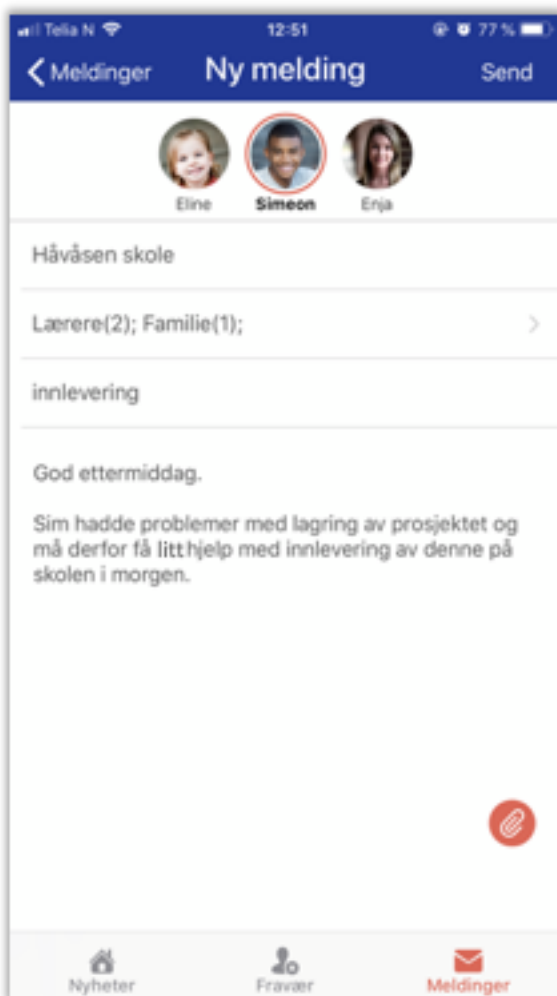 Telia N 12:51 77 %
Meldinger Ny melding Send
Eline Simeon Enja
Håvåsen skole
Lærere(2); Familie(1);
innlevering
God ettermiddag.
Sim hadde problemer med lagring av prosjektet og
må derfor få litt hjelp med innlevering av denne på
skolen i morgen.
Nyheter Fravær Meldinger